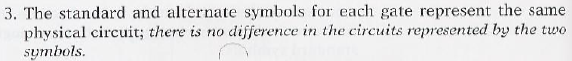 3. The standard and alternate symbols for each gate represent the same
physical circuit; there is no difference in the circuits represented by the two
symbols.